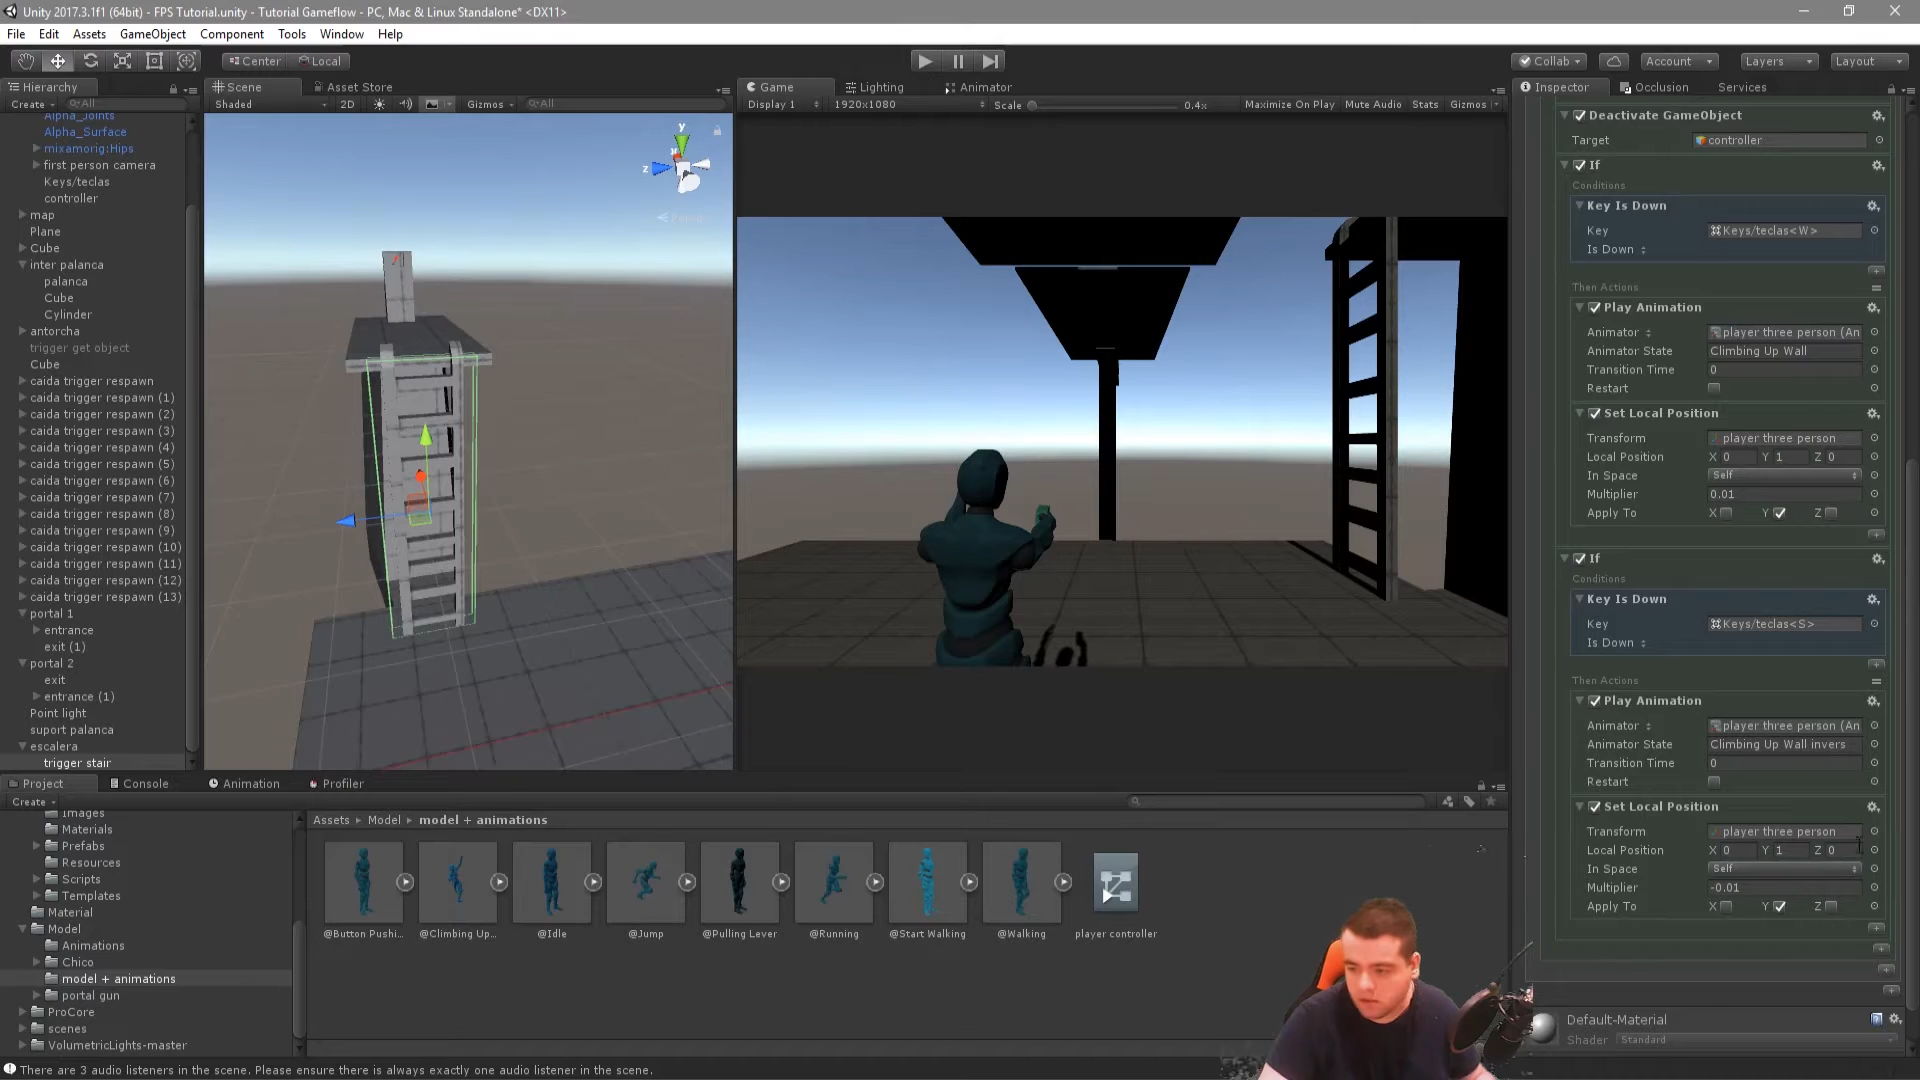 Unity 2017.3.1f1 (64bit) - FPS Tutorial.unity - Tutorial Gameflow - PC, Mac & Linux Standalone* <DX11>
File Edit Assets GameObject Component Tools Window Help
Center Local Collab Account Layers Layout
Hierarchy
Create All
Alpha_Joints
Alpha_Surface
mixamorig:Hips
first person camera
Keys/teclas
controller
map
Plane
Cube
inter palanca
palanca
Cube
Cylinder
antorcha
trigger get object
Cube
caida trigger respawn
caida trigger respawn (1)
caida trigger respawn (2)
caida trigger respawn (3)
caida trigger respawn (4)
caida trigger respawn (5)
caida trigger respawn (6)
caida trigger respawn (7)
caida trigger respawn (8)
caida trigger respawn (9)
caida trigger respawn (10)
caida trigger respawn (11)
caida trigger respawn (12)
caida trigger respawn (13)
portal 1
entrance
exit (1)
portal 2
exit
entrance (1)
Point light
suport palanca
escalera
trigger stair
Scene Asset Store
Shaded 2D Gizmos All
y
z
Persp
Game Lighting Animator
Display 1 1920x1080 Scale 0.4x Maximize On Play Mute Audio Stats Gizmos
Inspector Occlusion Services
Deactivate GameObject
Target controller
If
Conditions
Key Is Down
Key Keys/teclas<W>
Is Down
Then Actions
Play Animation
Animator player three person (An
Animator State Climbing Up Wall
Transition Time 0
Restart
Set Local Position
Transform player three person
Local Position X 0 Y 1 Z 0
In Space Self
Multiplier 0.01
Apply To X Y Z
If
Conditions
Key Is Down
Key Keys/teclas<S>
Is Down
Then Actions
Play Animation
Animator player three person (An
Animator State Climbing Up Wall invers
Transition Time 0
Restart
Set Local Position
Transform player three person
Local Position X 0 Y 1 Z 0
In Space Self
Multiplier -0.01
Apply To X Y Z
Default-Material
Shader Standard
Project Console Animation Profiler
Create
Images
Materials
Prefabs
Resources
Scripts
Templates
Material
Model
Animations
Chico
model + animations
portal gun
ProCore
scenes
VolumetricLights-master
Assets Model model + animations
@Button Pushi... @Climbing Up... @Idle @Jump @Pulling Lever @Running @Start Walking @Walking player controller
There are 3 audio listeners in the scene. Please ensure there is always exactly one audio listener in the scene.